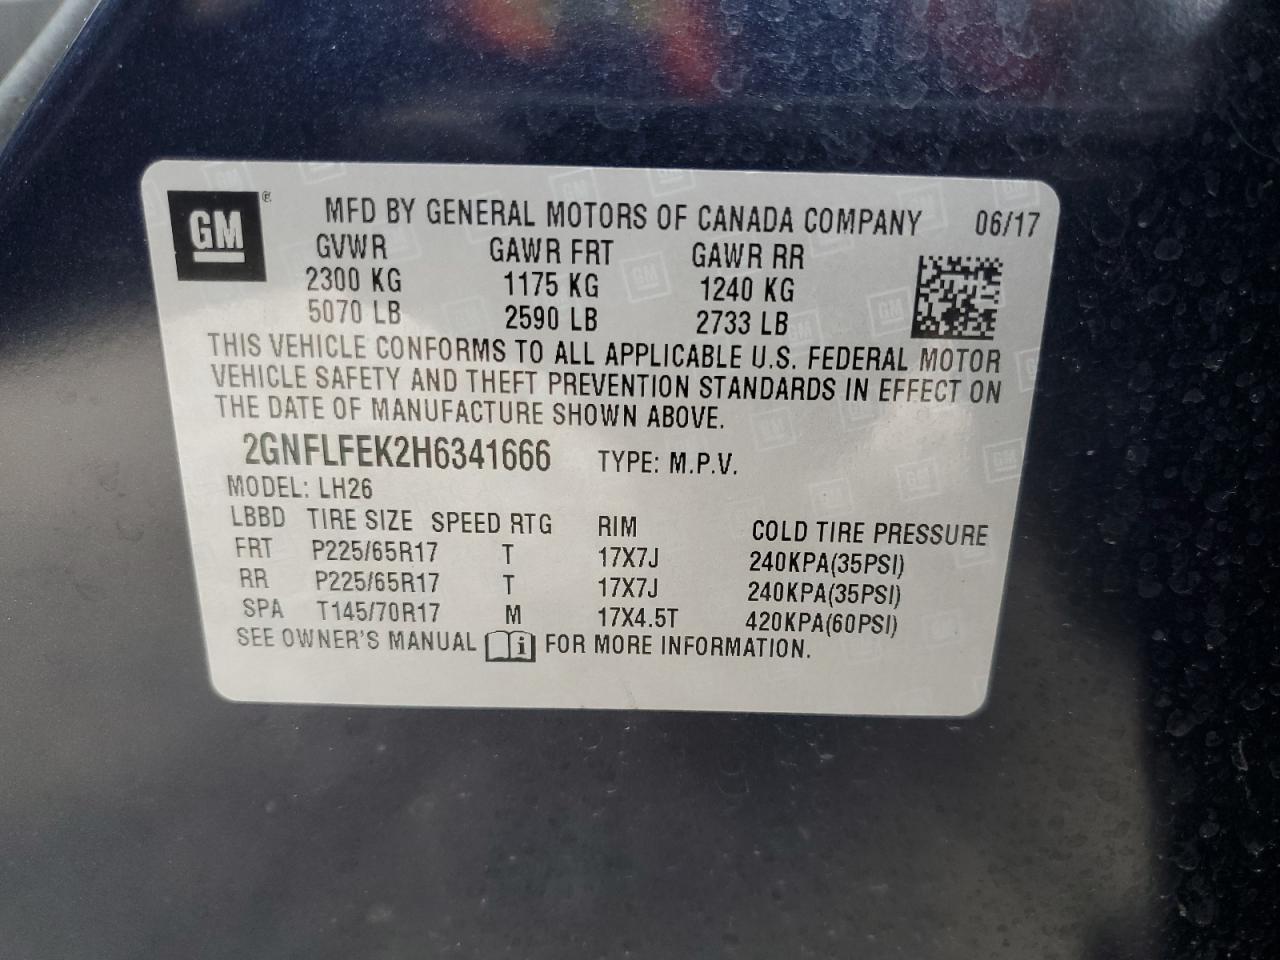 GM ® MFD BY GENERAL MOTORS OF CANADA COMPANY 06/17
GVWR GAWR FRT GAWR RR
2300 KG 1175 KG 1240 KG
5070 LB 2590 LB 2733 LB
THIS VEHICLE CONFORMS TO ALL APPLICABLE U.S. FEDERAL MOTOR
VEHICLE SAFETY AND THEFT PREVENTION STANDARDS IN EFFECT ON
THE DATE OF MANUFACTURE SHOWN ABOVE.
2GNFLFEK2H6341666 TYPE: M.P.V.
MODEL: LH26
LBBD TIRE SIZE SPEED RTG RIM COLD TIRE PRESSURE
FRT P225/65R17 T 17X7J 240KPA(35PSI)
RR P225/65R17 T 17X7J 240KPA(35PSI)
SPA T145/70R17 M 17X4.5T 420KPA(60PSI)
SEE OWNER'S MANUAL i FOR MORE INFORMATION.